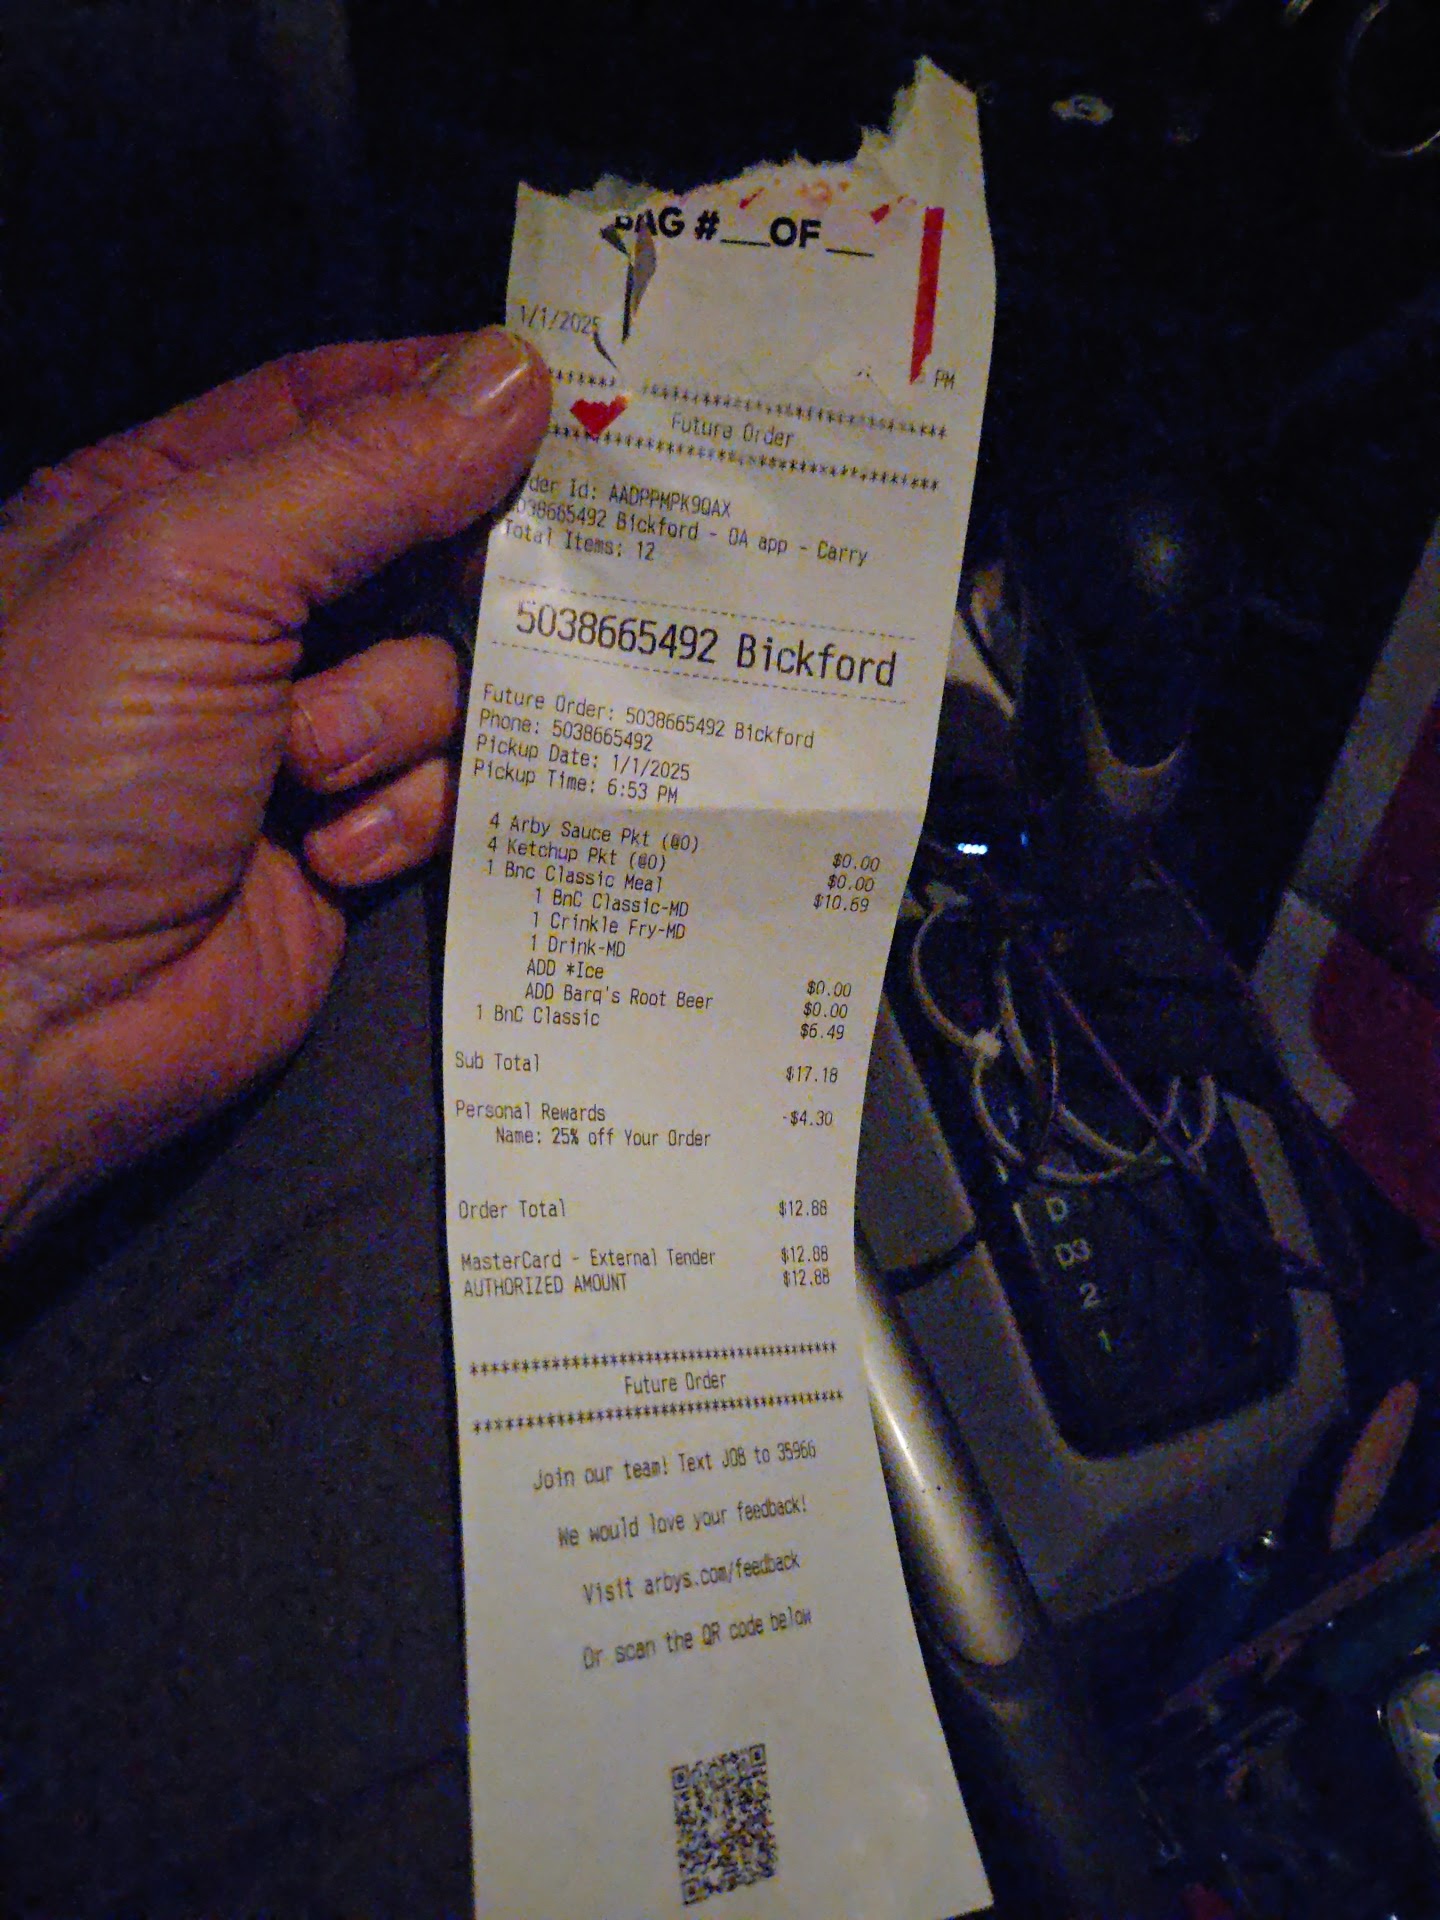 BAG #__OF__
1/1/2025
PM
****************************************
Future Order
****************************************
der Id: AADPPMPK9QAX
5038665492 Bickford - OA app - Carry
Total Items: 12
5038665492 Bickford
Future Order: 5038665492 Bickford
Phone: 5038665492
Pickup Date: 1/1/2025
Pickup Time: 6:53 PM
4 Arby Sauce Pkt (@0) $0.00
4 Ketchup Pkt (@0) $0.00
1 Bnc Classic Meal $10.69
1 BnC Classic-MD
1 Crinkle Fry-MD
1 Drink-MD
ADD *Ice $0.00
ADD Barq's Root Beer $0.00
1 BnC Classic $6.49
Sub Total $17.18
Personal Rewards -$4.30
Name: 25% off Your Order
Order Total $12.88
MasterCard - External Tender $12.88
AUTHORIZED AMOUNT $12.88
****************************************
Future Order
****************************************
Join our team! Text JOB to 35966
We would love your feedback!
Visit arbys.com/feedback
Or scan the QR code below
D
D3
2
1